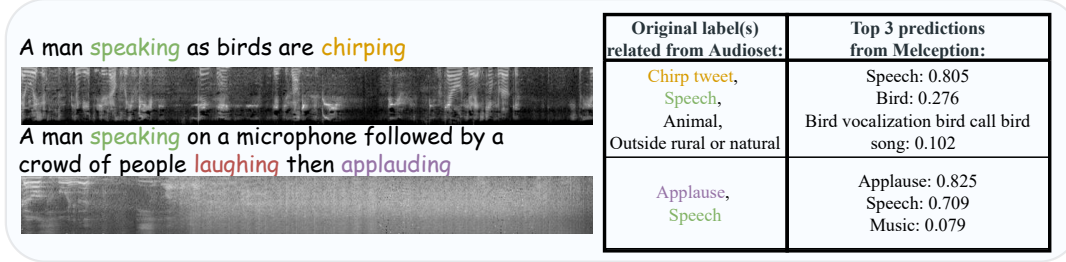 A man speaking as birds are chirping
A man speaking on a microphone followed by a
crowd of people laughing then applauding
Original label(s)
related from Audioset:
Top 3 predictions
from Melception:
Chirp tweet,
Speech,
Animal,
Outside rural or natural
Speech: 0.805
Bird: 0.276
Bird vocalization bird call bird
song: 0.102
Applause,
Speech
Applause: 0.825
Speech: 0.709
Music: 0.079